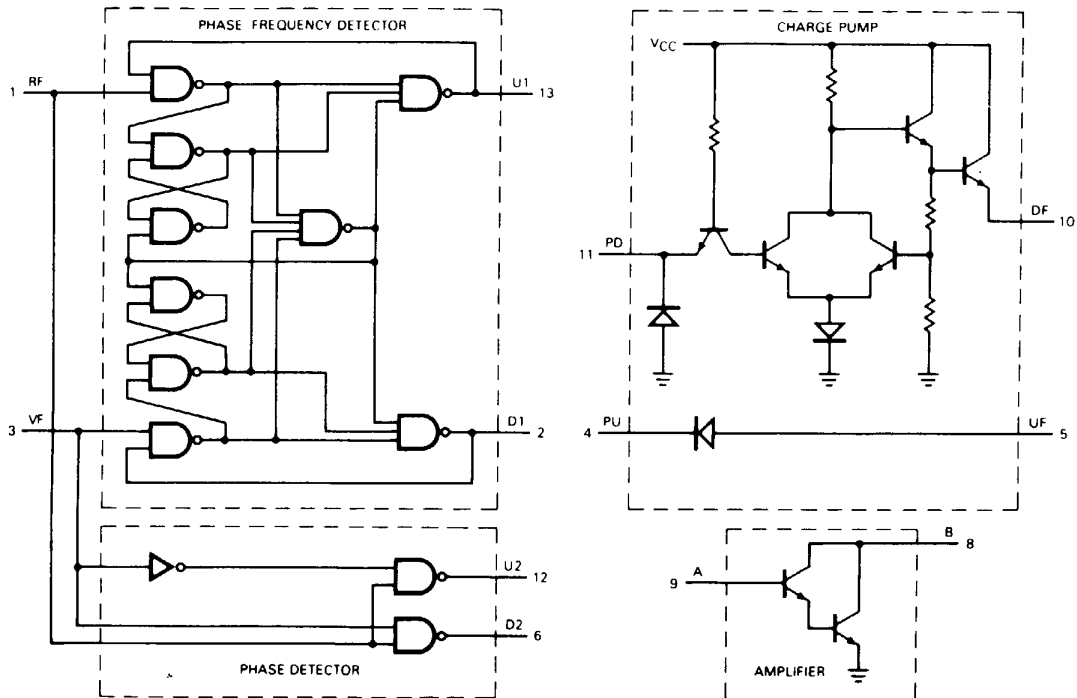 PHASE FREQUENCY DETECTOR
1 RF
U1 13
3 VF
D1 2
U2 12
D2 6
PHASE DETECTOR
CHARGE PUMP
VCC
DF 10
11 PD
4 PU
UF 5
B 8
9 A
AMPLIFIER